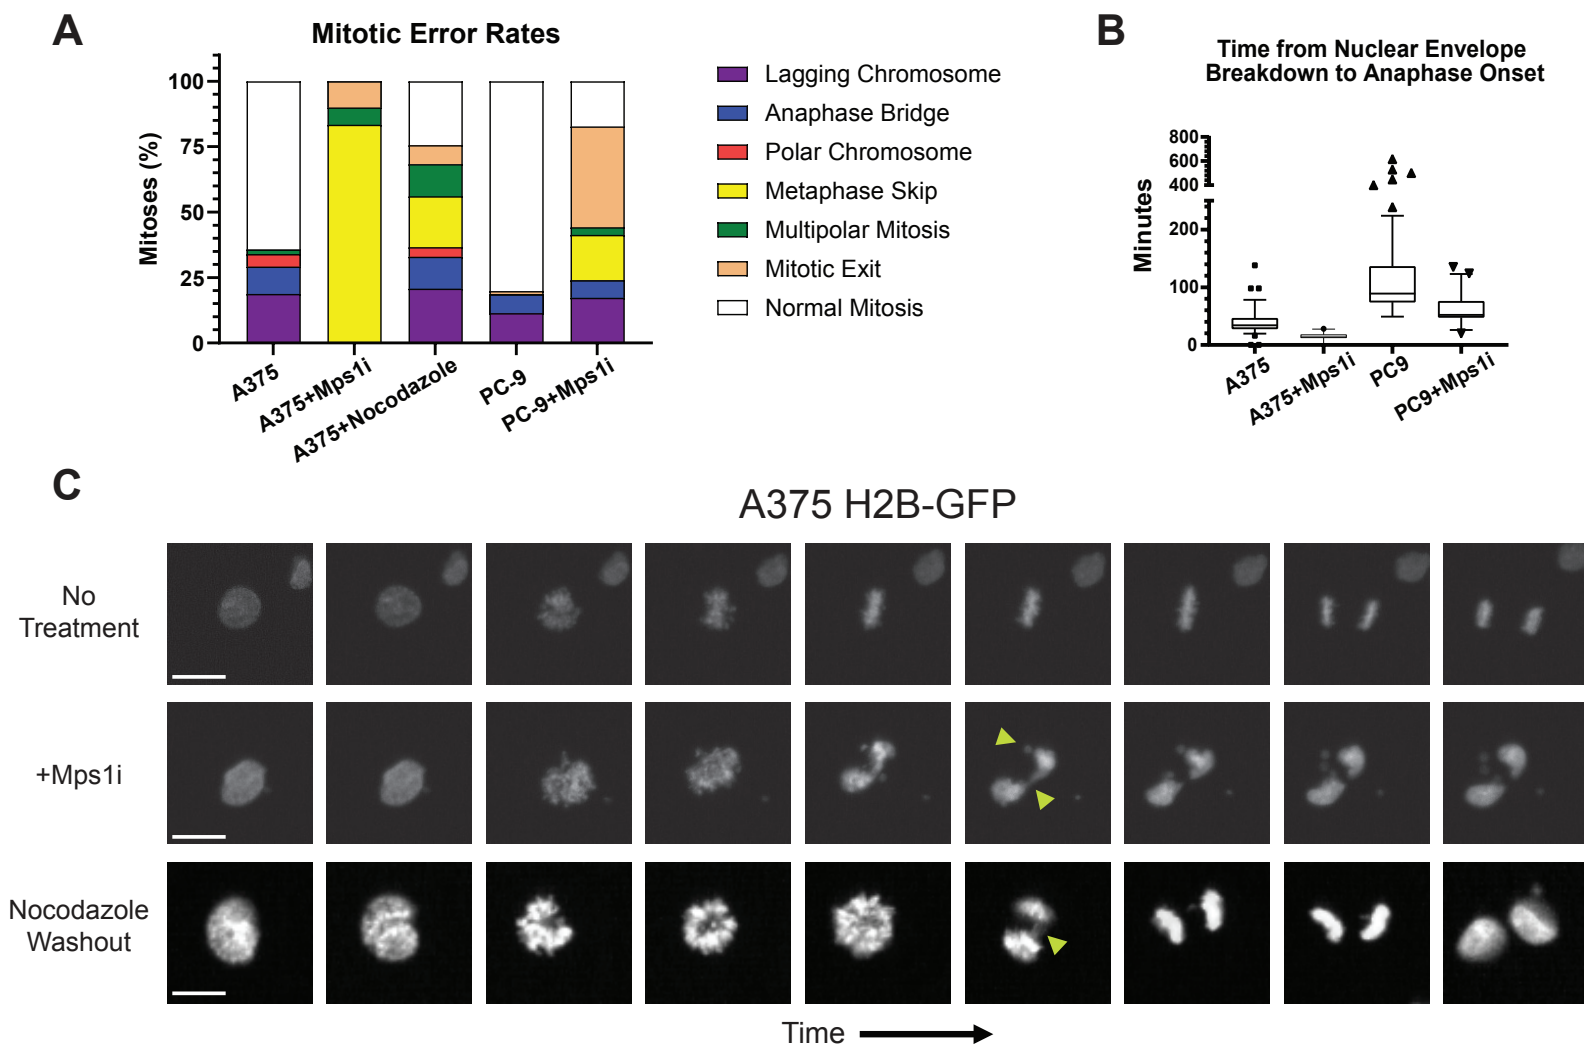 A
Mitotic Error Rates
Mitoses (%)
100
75
50
25
0
A375
A375+Mps1i
A375+Nocodazole
PC-9
PC-9+Mps1i
Lagging Chromosome
Anaphase Bridge
Polar Chromosome
Metaphase Skip
Multipolar Mitosis
Mitotic Exit
Normal Mitosis
B
Time from Nuclear Envelope
Breakdown to Anaphase Onset
Minutes
800
600
400
200
100
0
A375
A375+Mps1i
PC9
PC9+Mps1i
C
A375 H2B-GFP
No
Treatment
+Mps1i
Nocodazole
Washout
Time